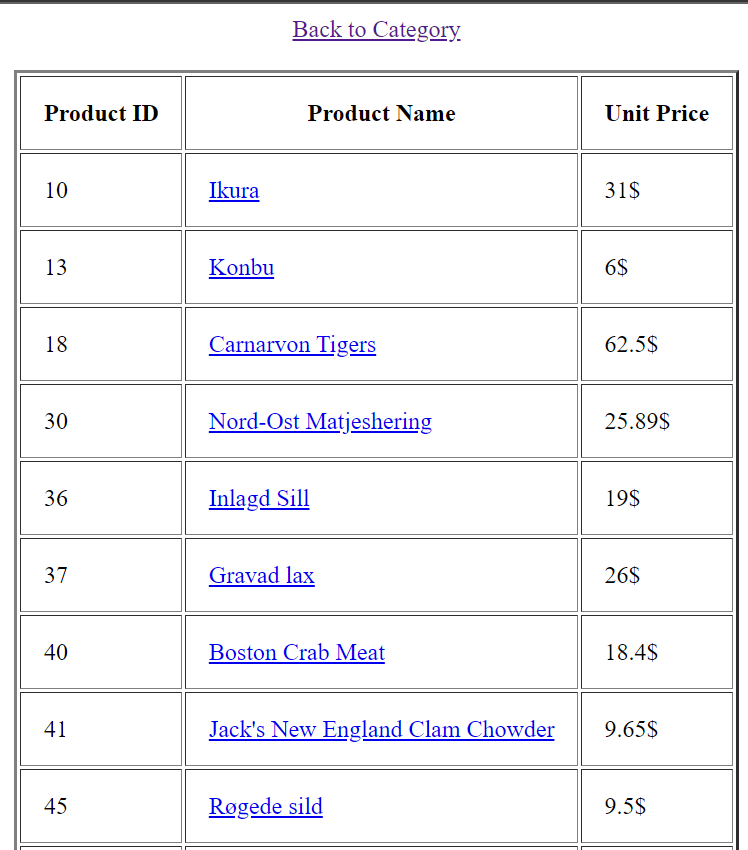 Back to Category
Product ID Product Name Unit Price
10 Ikura 31$
13 Konbu 6$
18 Carnarvon Tigers 62.5$
30 Nord-Ost Matjeshering 25.89$
36 Inlagd Sill 19$
37 Gravad lax 26$
40 Boston Crab Meat 18.4$
41 Jack's New England Clam Chowder 9.65$
45 Røgede sild 9.5$